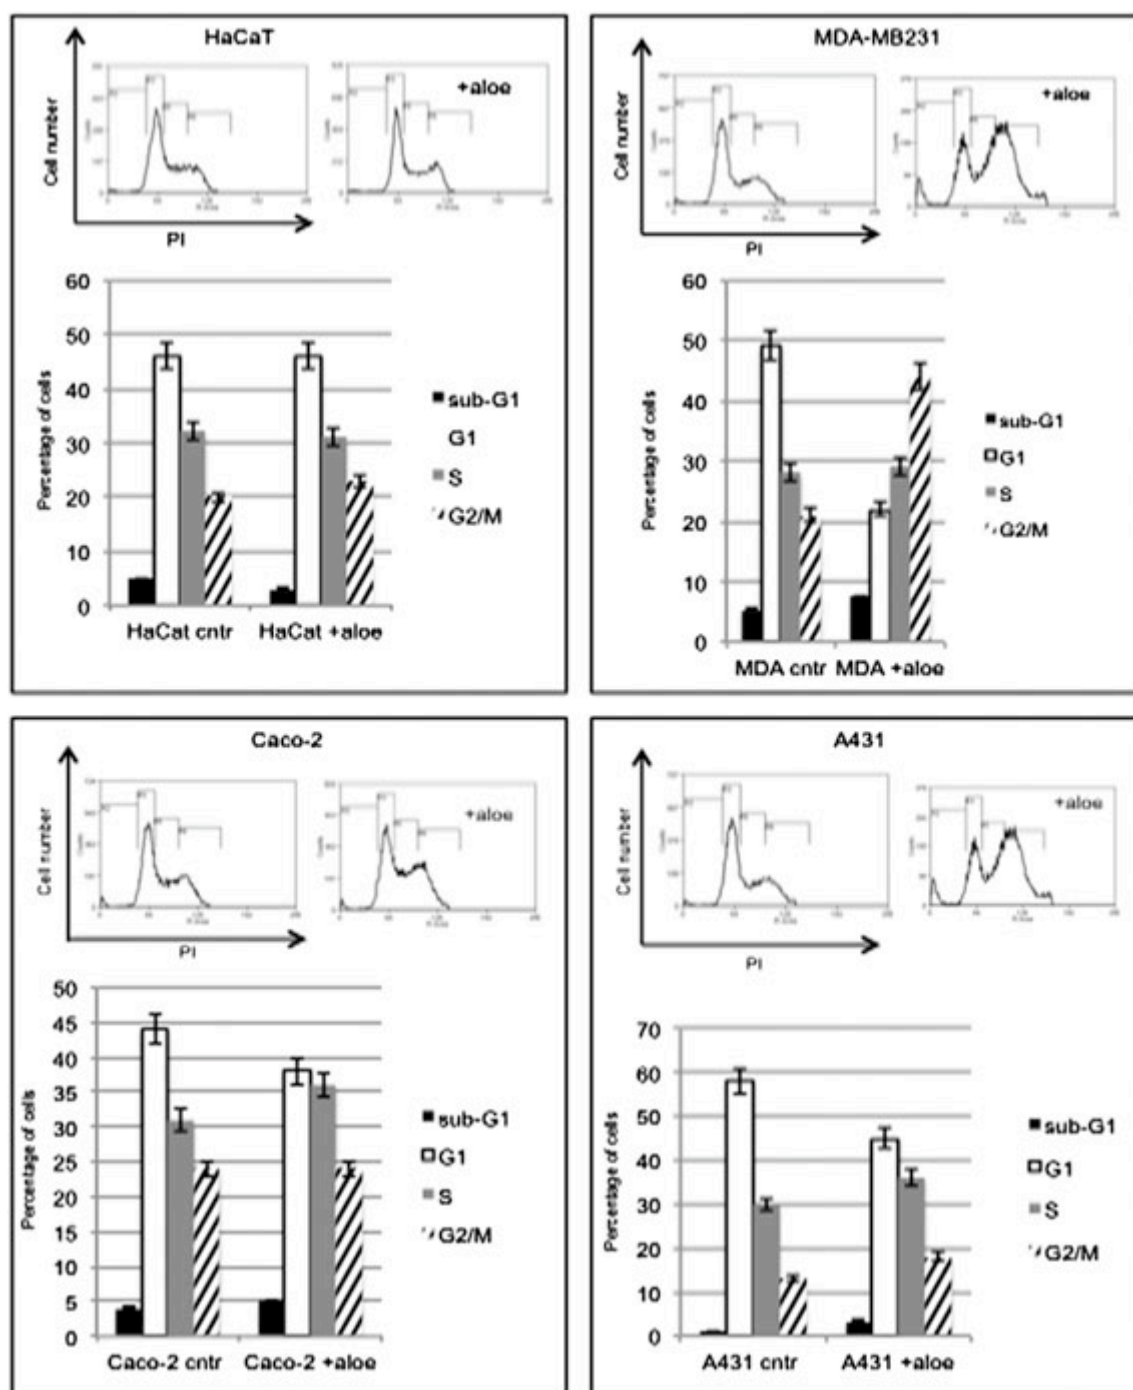 HaCaT
+aloe
Cell number
PI
60
50
40
30
20
10
0
Percentage of cells
HaCat cntr HaCat +aloe
sub-G1
G1
S
G2/M
MDA-MB231
+aloe
Cell number
PI
60
50
40
30
20
10
0
Percentage of cells
MDA cntr MDA +aloe
sub-G1
G1
S
G2/M
Caco-2
+aloe
Cell number
PI
50
45
40
35
30
25
20
15
10
5
0
Percentage of cells
Caco-2 cntr Caco-2 +aloe
sub-G1
G1
S
G2/M
A431
+aloe
Cell number
PI
70
60
50
40
30
20
10
0
Percentage of cells
A431 cntr A431 +aloe
sub-G1
G1
S
G2/M